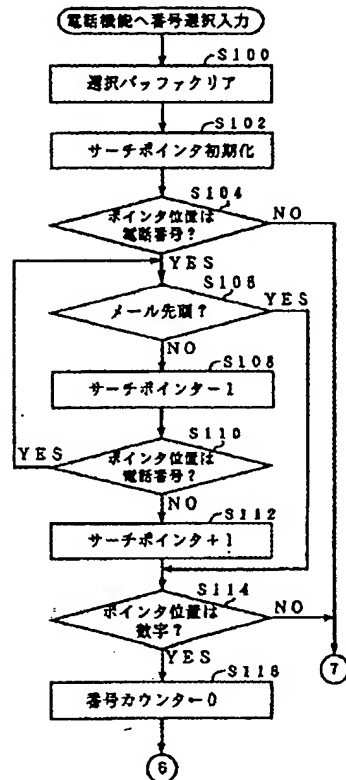 電話機能へ番号選択入力
S100
選択バッファクリア
S102
サーチポインタ初期化
S104
ポインタ位置は
電話番号?
NO
YES
S106
メール先頭?
YES
NO
S108
サーチポインタ-1
S110
ポインタ位置は
電話番号?
YES
NO
S112
サーチポインタ+1
S114
ポインタ位置は
数字?
NO
YES
7
S118
番号カウンタ←0
6